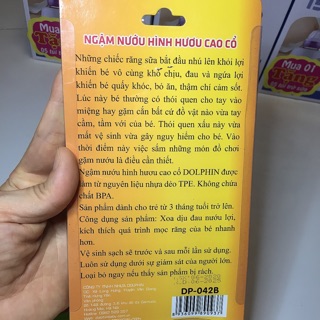 NGẬM NƯỚU HÌNH HƯƠU CAO CỔ
Những chiếc răng sữa bắt đầu nhú lên khỏi lợi
khiến bé vô cùng khó chịu, đau và ngứa lợi
khiến bé quấy khóc, bỏ ăn, thậm chí cảm sốt.
Lúc này bé thường có thói quen cho tay vào
miệng hay gặm cắn bất cứ đồ vật nào vừa tay
cầm, tầm với của bé. Thói quen xấu này vừa
mất vệ sinh vừa gây nguy hiểm cho bé. Vào
thời điểm này việc sắm những món đồ chơi
gặm nướu là điều cần thiết.
Ngậm nướu hình hươu cao cổ DOLPHIN được
làm từ nguyên liệu nhựa dẻo TPE. Không chứa
chất BPA.
Sản phẩm dành cho trẻ từ 3 tháng tuổi trở lên.
Công dụng sản phẩm: Xoa dịu đau nướu lợi,
kích thích quá trình mọc răng của bé thông
qua những hạt mềm nhỏ.
Vệ sinh sạch sẽ trước và sau mỗi lần sử dụng.
Luôn sử dụng dưới sự giám sát của người lớn.
Loại bỏ ngay nếu thấy sản phẩm bị rách.
DP-042B
Mua 01
Tặng